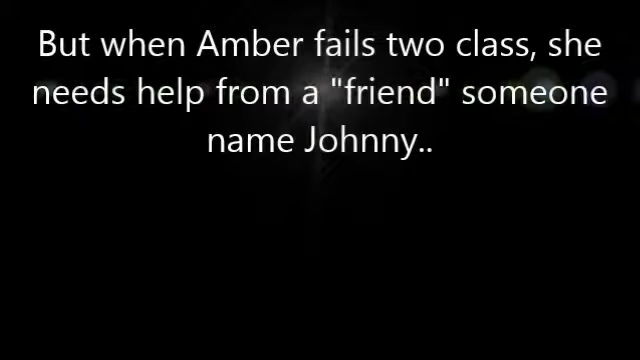 But when Amber fails two class, she
needs help from a "friend" someone
name Johnny..